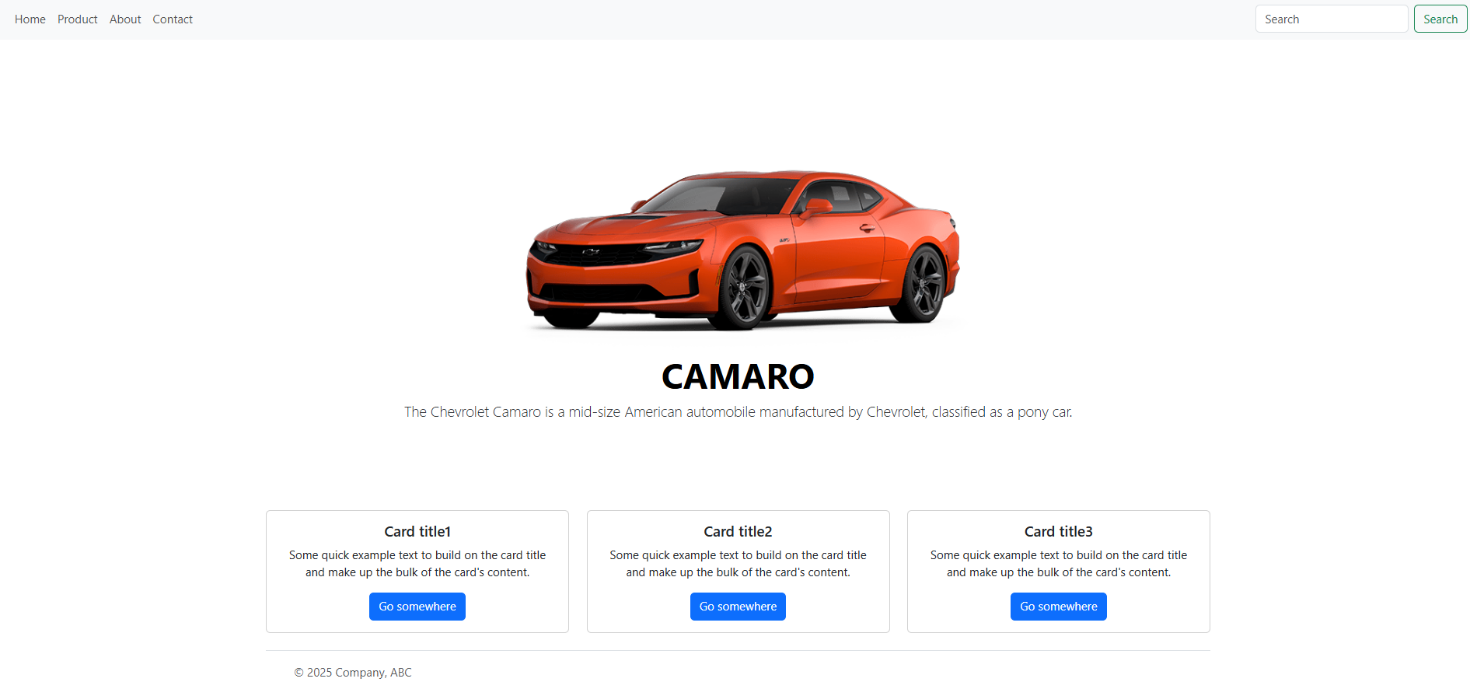 Home Product About Contact Search Search
CAMARO
The Chevrolet Camaro is a mid-size American automobile manufactured by Chevrolet, classified as a pony car.
Card title1
Some quick example text to build on the card title
and make up the bulk of the card's content.
Go somewhere
Card title2
Some quick example text to build on the card title
and make up the bulk of the card's content.
Go somewhere
Card title3
Some quick example text to build on the card title
and make up the bulk of the card's content.
Go somewhere
© 2025 Company, ABC